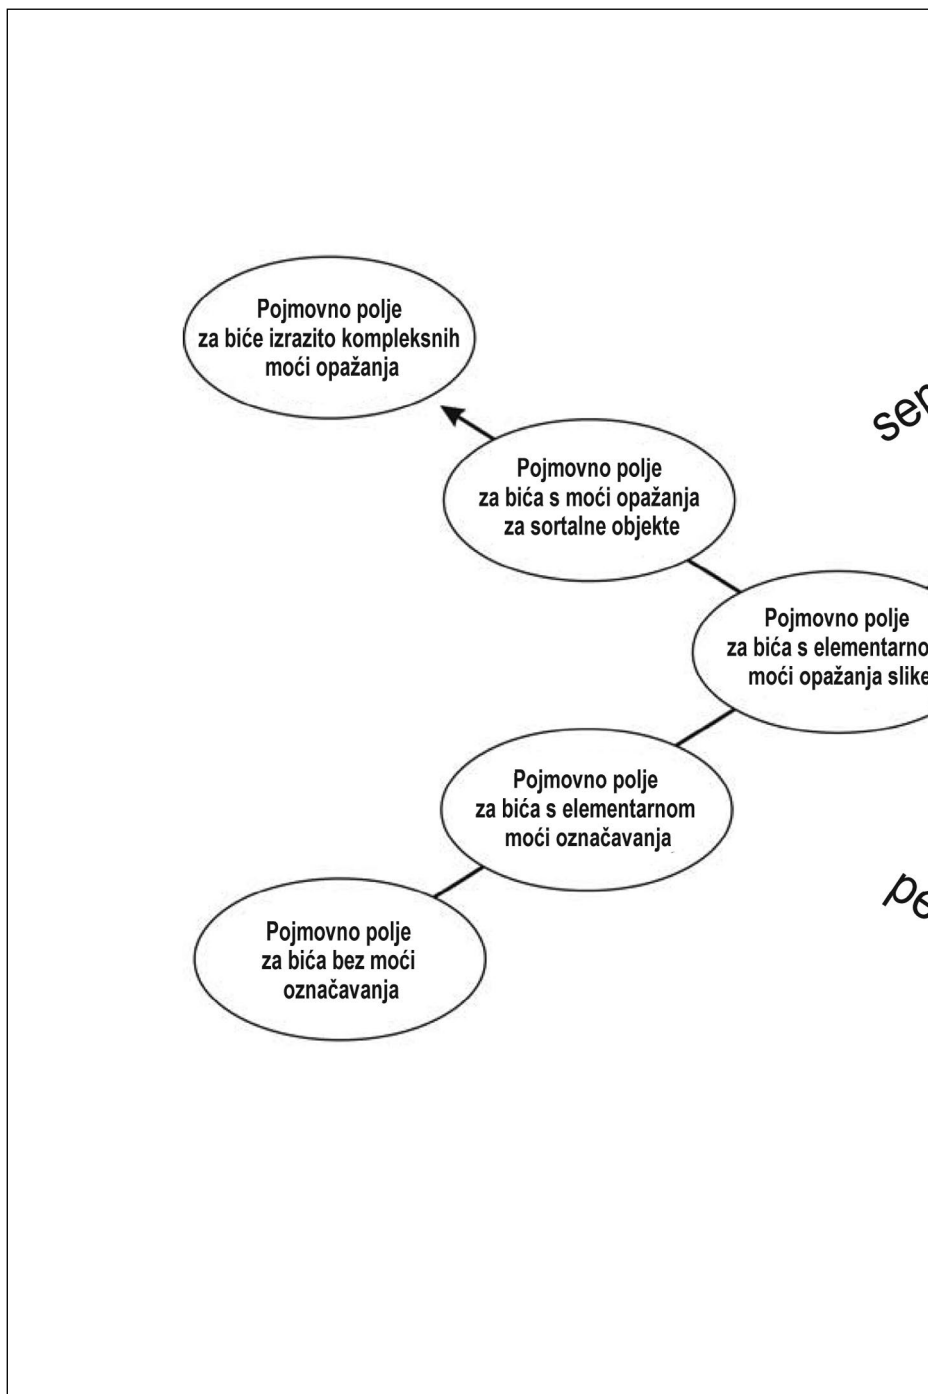 Pojmovno polje
za biće izrazito kompleksnih
moći opažanja
Pojmovno polje
za bića s moći opažanja
za sortalne objekte
Pojmovno polje
za bića s elementarno
moći opažanja slike
Pojmovno polje
za bića s elementarnom
moći označavanja
Pojmovno polje
za bića bez moći
označavanja